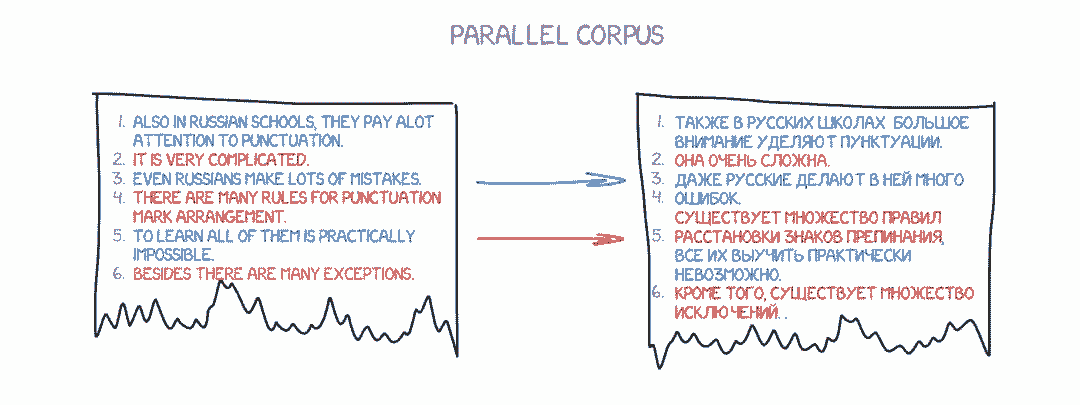 PARALLEL CORPUS
1. ALSO IN RUSSIAN SCHOOLS, THEY PAY ALOT
ATTENTION TO PUNCTUATION.
2. IT IS VERY COMPLICATED.
3. EVEN RUSSIANS MAKE LOTS OF MISTAKES.
4. THERE ARE MANY RULES FOR PUNCTUATION
MARK ARRANGEMENT.
5. TO LEARN ALL OF THEM IS PRACTICALLY
IMPOSSIBLE.
6. BESIDES THERE ARE MANY EXCEPTIONS.
1. ТАКЖЕ В РУССКИХ ШКОЛАХ БОЛЬШОЕ
ВНИМАНИЕ УДЕЛЯЮТ ПУНКТУАЦИИ.
2. ОНА ОЧЕНЬ СЛОЖНА.
3. ДАЖЕ РУССКИЕ ДЕЛАЮТ В НЕЙ МНОГО
4. ОШИБОК.
СУЩЕСТВУЕТ МНОЖЕСТВО ПРАВИЛ
5. РАССТАНОВКИ ЗНАКОВ ПРЕПИНАНИЯ,
ВСЕ ИХ ВЫУЧИТЬ ПРАКТИЧЕСКИ
НЕВОЗМОЖНО.
6. КРОМЕ ТОГО, СУЩЕСТВУЕТ МНОЖЕСТВО
ИСКЛЮЧЕНИЙ. .